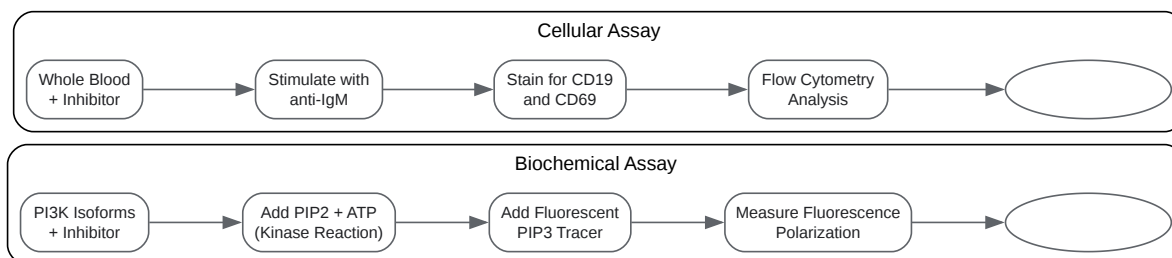 Cellular Assay
Whole Blood
+ Inhibitor
Stimulate with
anti-IgM
Stain for CD19
and CD69
Flow Cytometry
Analysis
Biochemical Assay
PI3K Isoforms
+ Inhibitor
Add PIP2 + ATP
(Kinase Reaction)
Add Fluorescent
PIP3 Tracer
Measure Fluorescence
Polarization